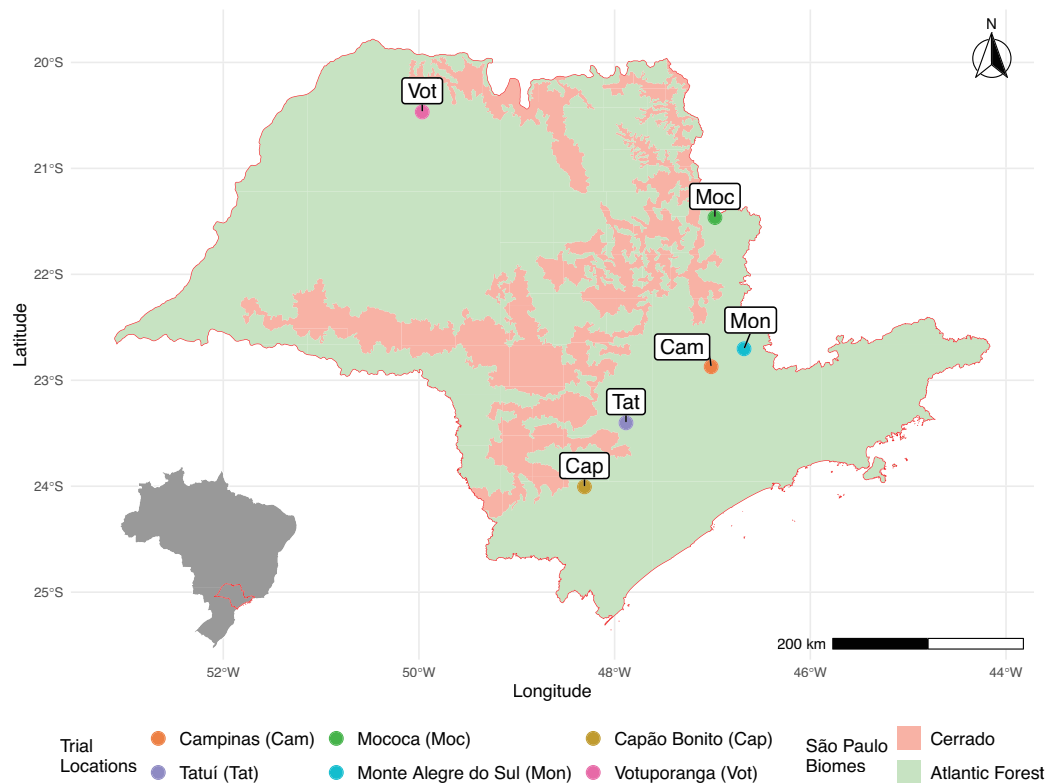 N
20°S
21°S
22°S
23°S
24°S
25°S
Latitude
Vot
Moc
Mon
Cam
Tat
Cap
200 km
52°W
50°W
48°W
46°W
44°W
Longitude
Trial
Locations
Campinas (Cam)
Tatuí (Tat)
Mococa (Moc)
Monte Alegre do Sul (Mon)
Capão Bonito (Cap)
Votuporanga (Vot)
São Paulo
Biomes
Cerrado
Atlantic Forest